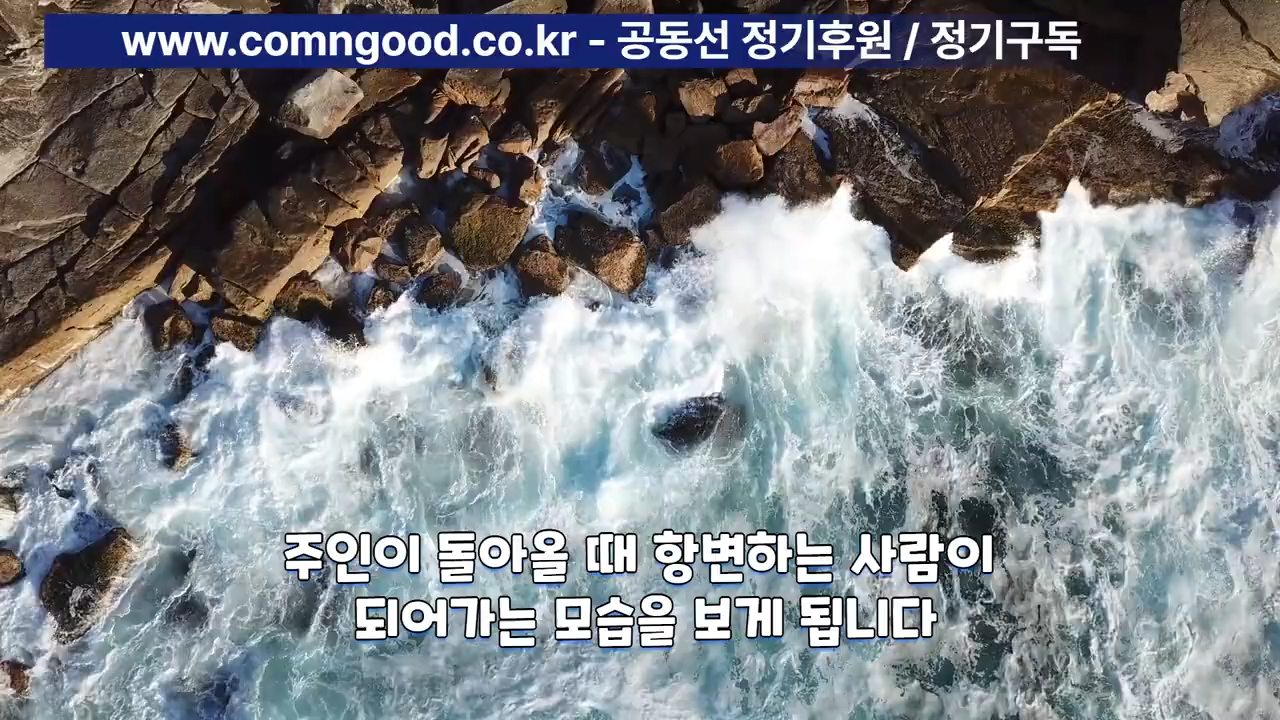 www.comngood.co.kr - 공동선 정기후원 / 정기구독
주인이 돌아올 때 항변하는 사람이
되어가는 모습을 보게 됩니다